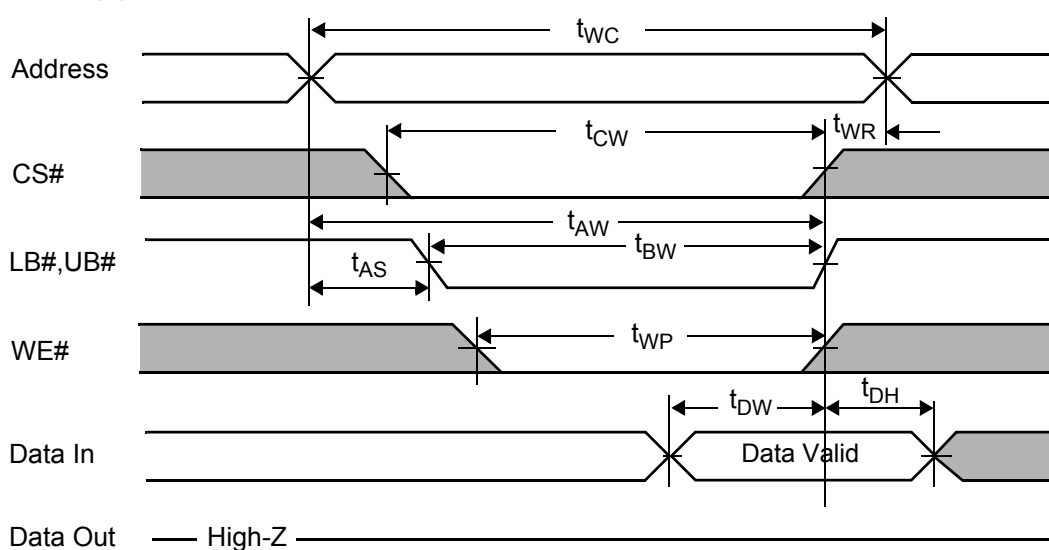 tWC
Address
tCW
tWR
CS#
tAW
tBW
LB#,UB#
tAS
tWP
WE#
tDW
tDH
Data In
Data Valid
Data Out
High-Z